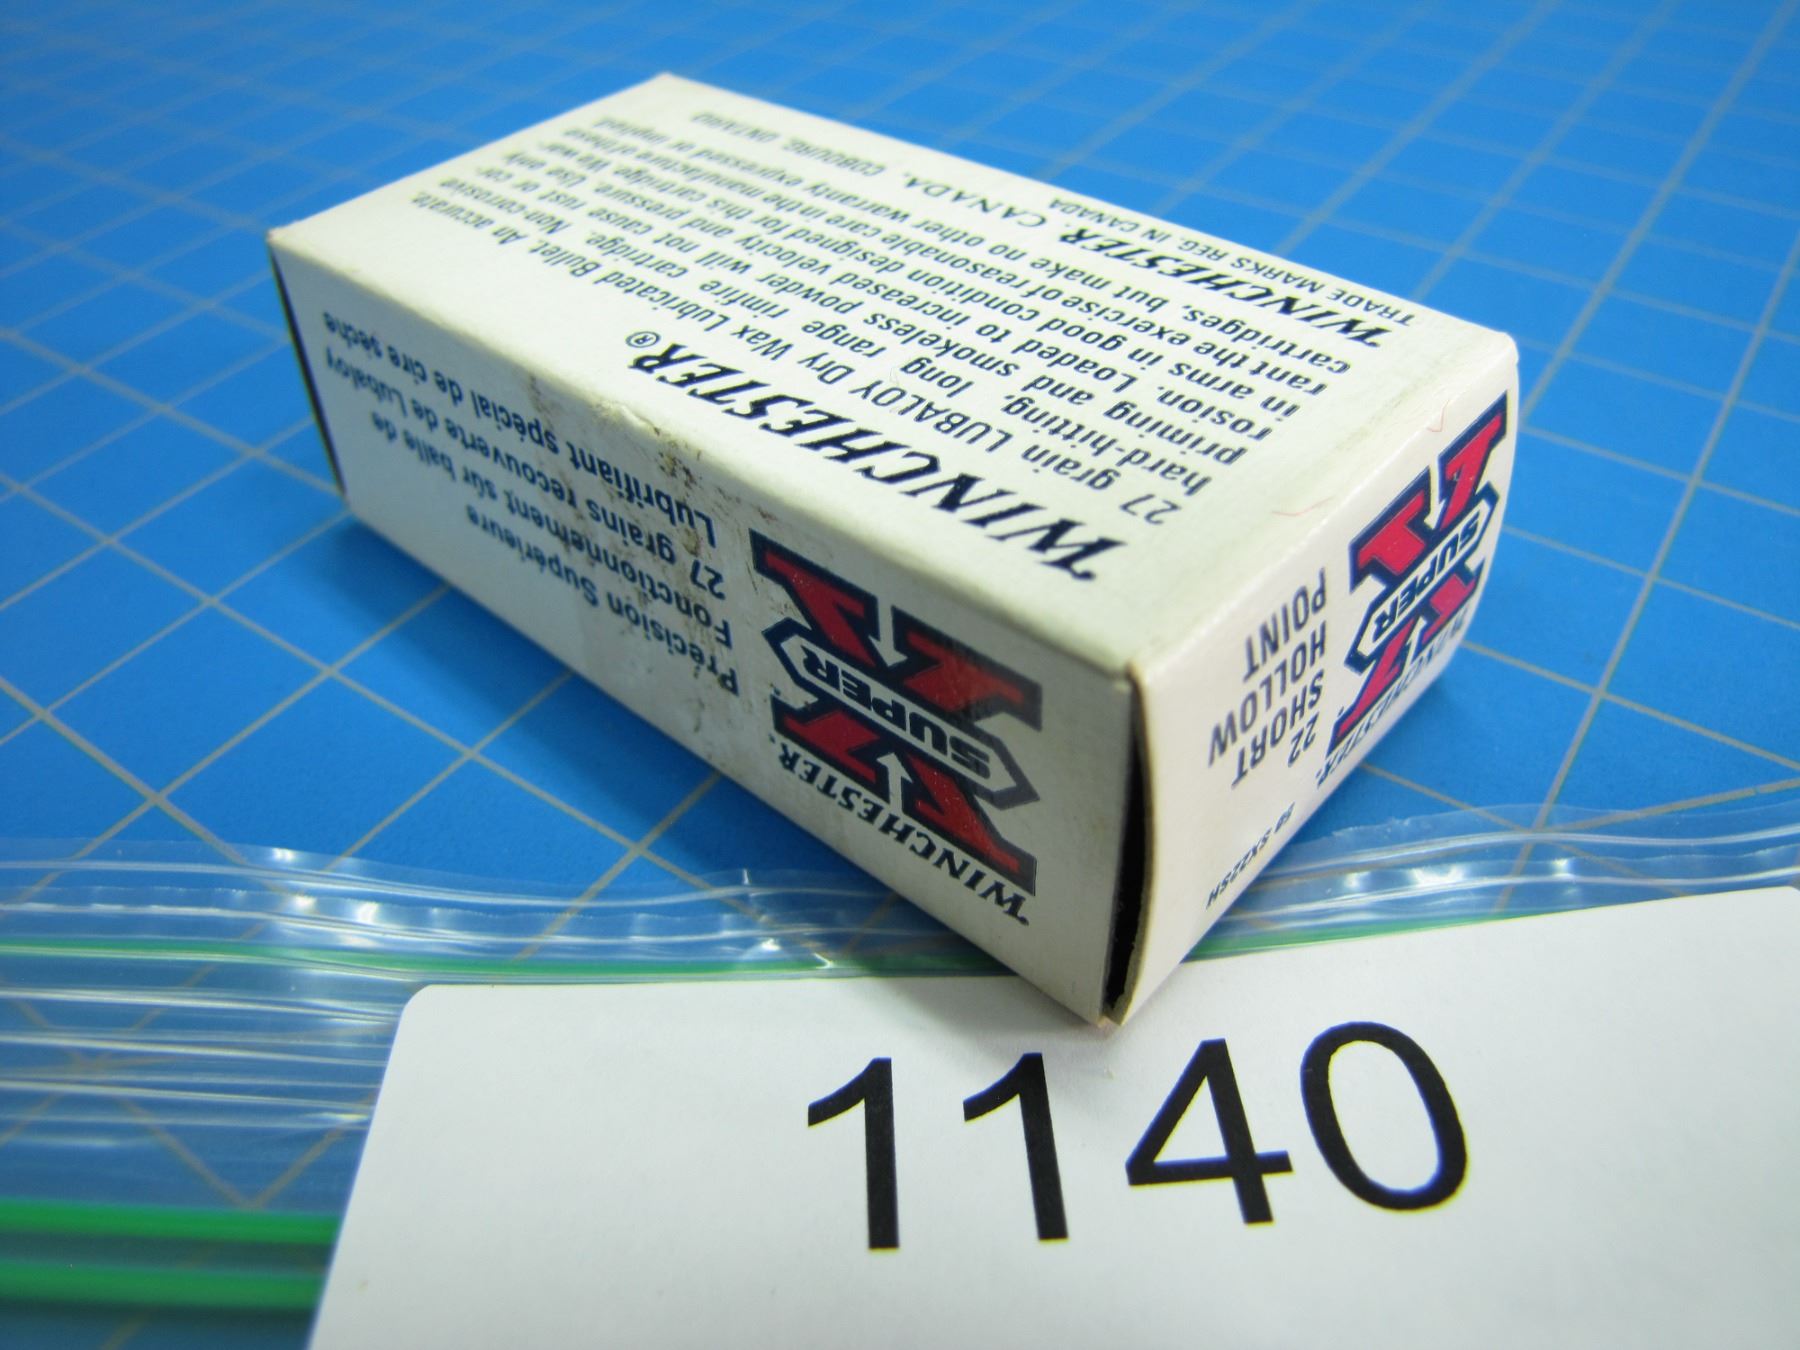 WINCHESTER®
27 grain, LUBALOY Dry Wax Lubricated Bullet. An accurate
hard-hitting, long range rimfire cartridge. Non-corrosive
priming and smokeless powder will not cause rust or cor-
rosion. Loaded to increased velocity and pressure. Use only
in arms in good condition designed for this cartridge. We war-
rant the exercise of reasonable care in the manufacture of these
cartridges, but make no other warranty expressed or implied.
WINCHESTER. CANADA, COBOURG, ONTARIO
TRADE MARKS REG. IN CANADA
WINCHESTER.
SUPER X
Précision Supérieure
Fonctionnement sûr balle de
27 grains recouverte de Lubaloy
Lubrifiant spécial de cire sèche
WINCHESTER.
SUPER X
22
SHORT
HOLLOW
POINT
SX22SH
1140